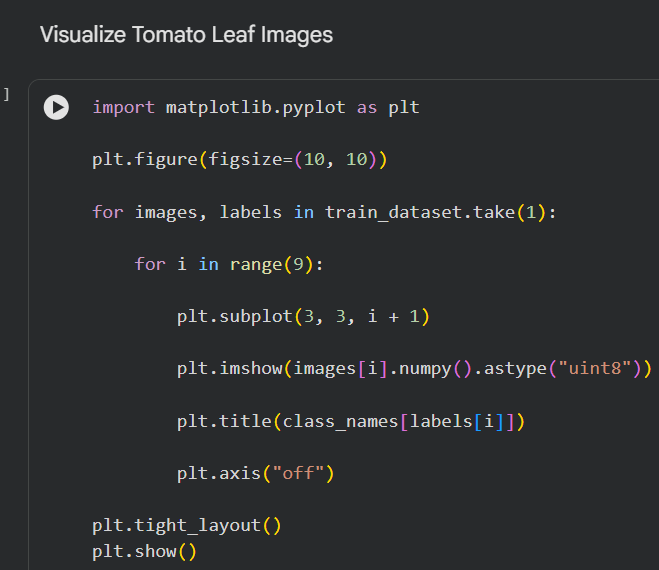 Visualize Tomato Leaf Images
]
import matplotlib.pyplot as plt
plt.figure(figsize=(10, 10))
for images, labels in train_dataset.take(1):
    for i in range(9):
        plt.subplot(3, 3, i + 1)
        plt.imshow(images[i].numpy().astype("uint8"))
        plt.title(class_names[labels[i]])
        plt.axis("off")
plt.tight_layout()
plt.show()